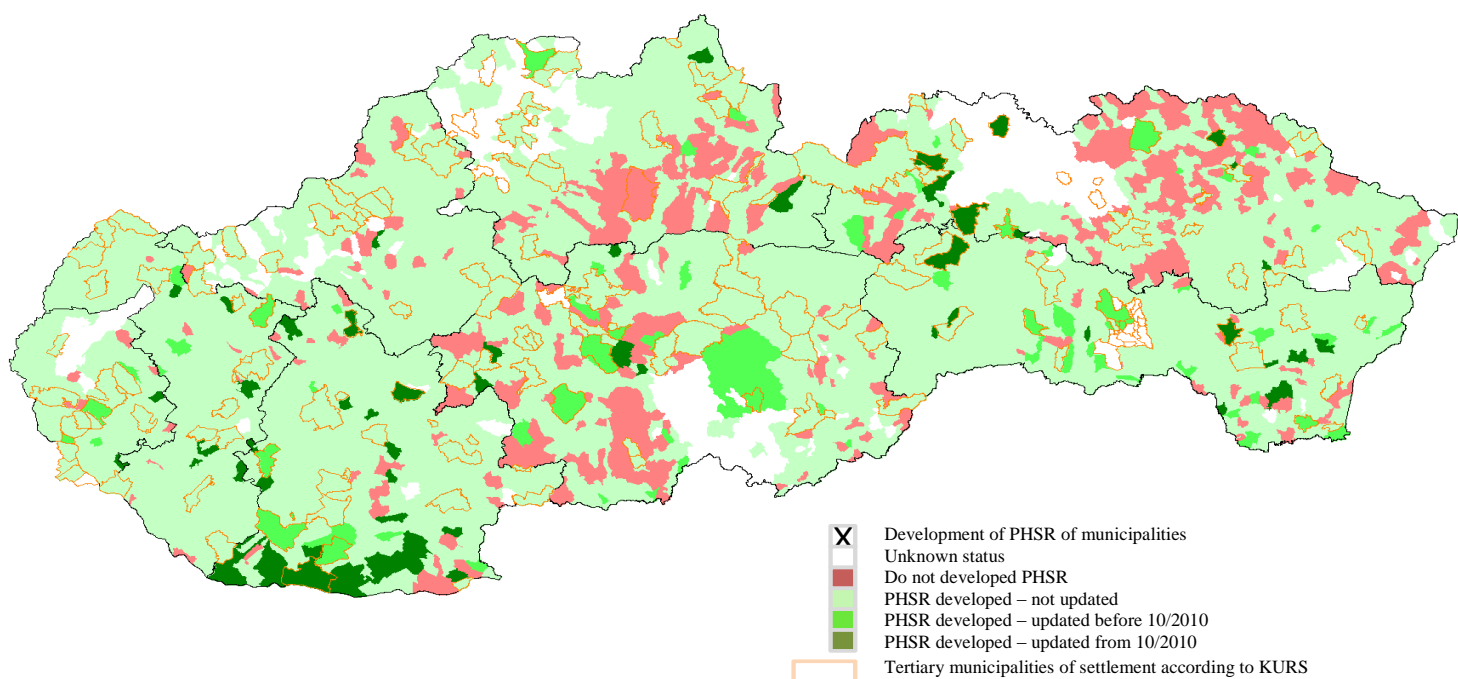 X Development of PHSR of municipalities
Unknown status
Do not developed PHSR
PHSR developed – not updated
PHSR developed – updated before 10/2010
PHSR developed – updated from 10/2010
Tertiary municipalities of settlement according to KURS